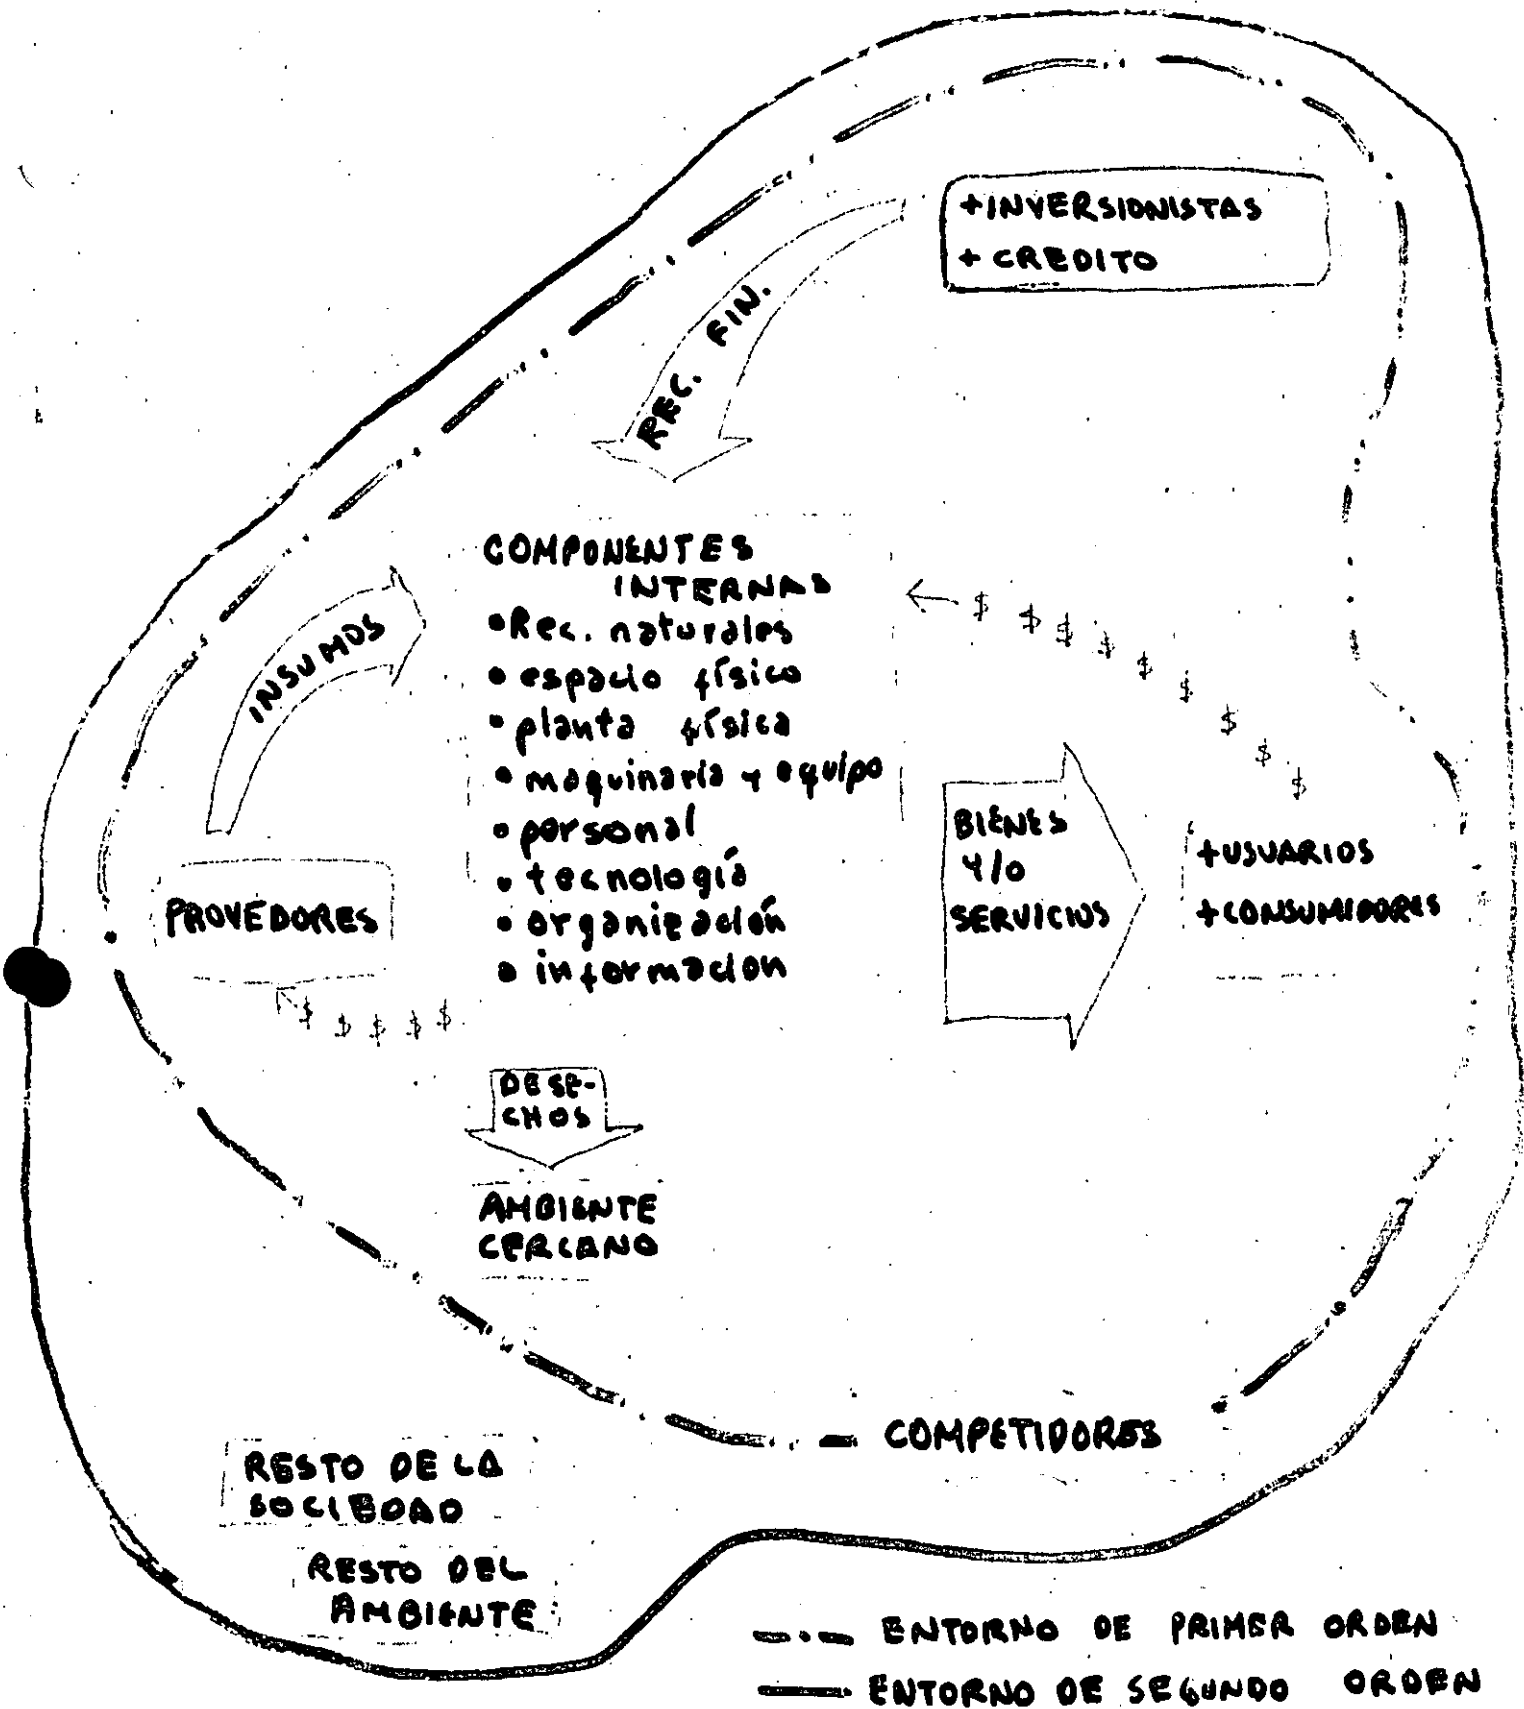 +INVERSIONISTAS
+ CREDITO
REC. FIN.
COMPONENTES
INTERNAS
•Rec. naturales
• espacio físico
• planta física
• maquinaria y equipo
• personal
• tecnología
• organización
• información
INSUMOS
PROVEDORES
$ $ $ $ $ $ $ $ $
BIENES
Y/O
SERVICIOS
+USUARIOS
+CONSUMIDORES
$ $ $ $ $
DESE-
CHOS
AMBIENTE
CERCANO
COMPETIDORES
RESTO DE LA
SOCIEDAD
RESTO DEL
AMBIENTE
ENTORNO DE PRIMER ORDEN
ENTORNO DE SEGUNDO ORDEN